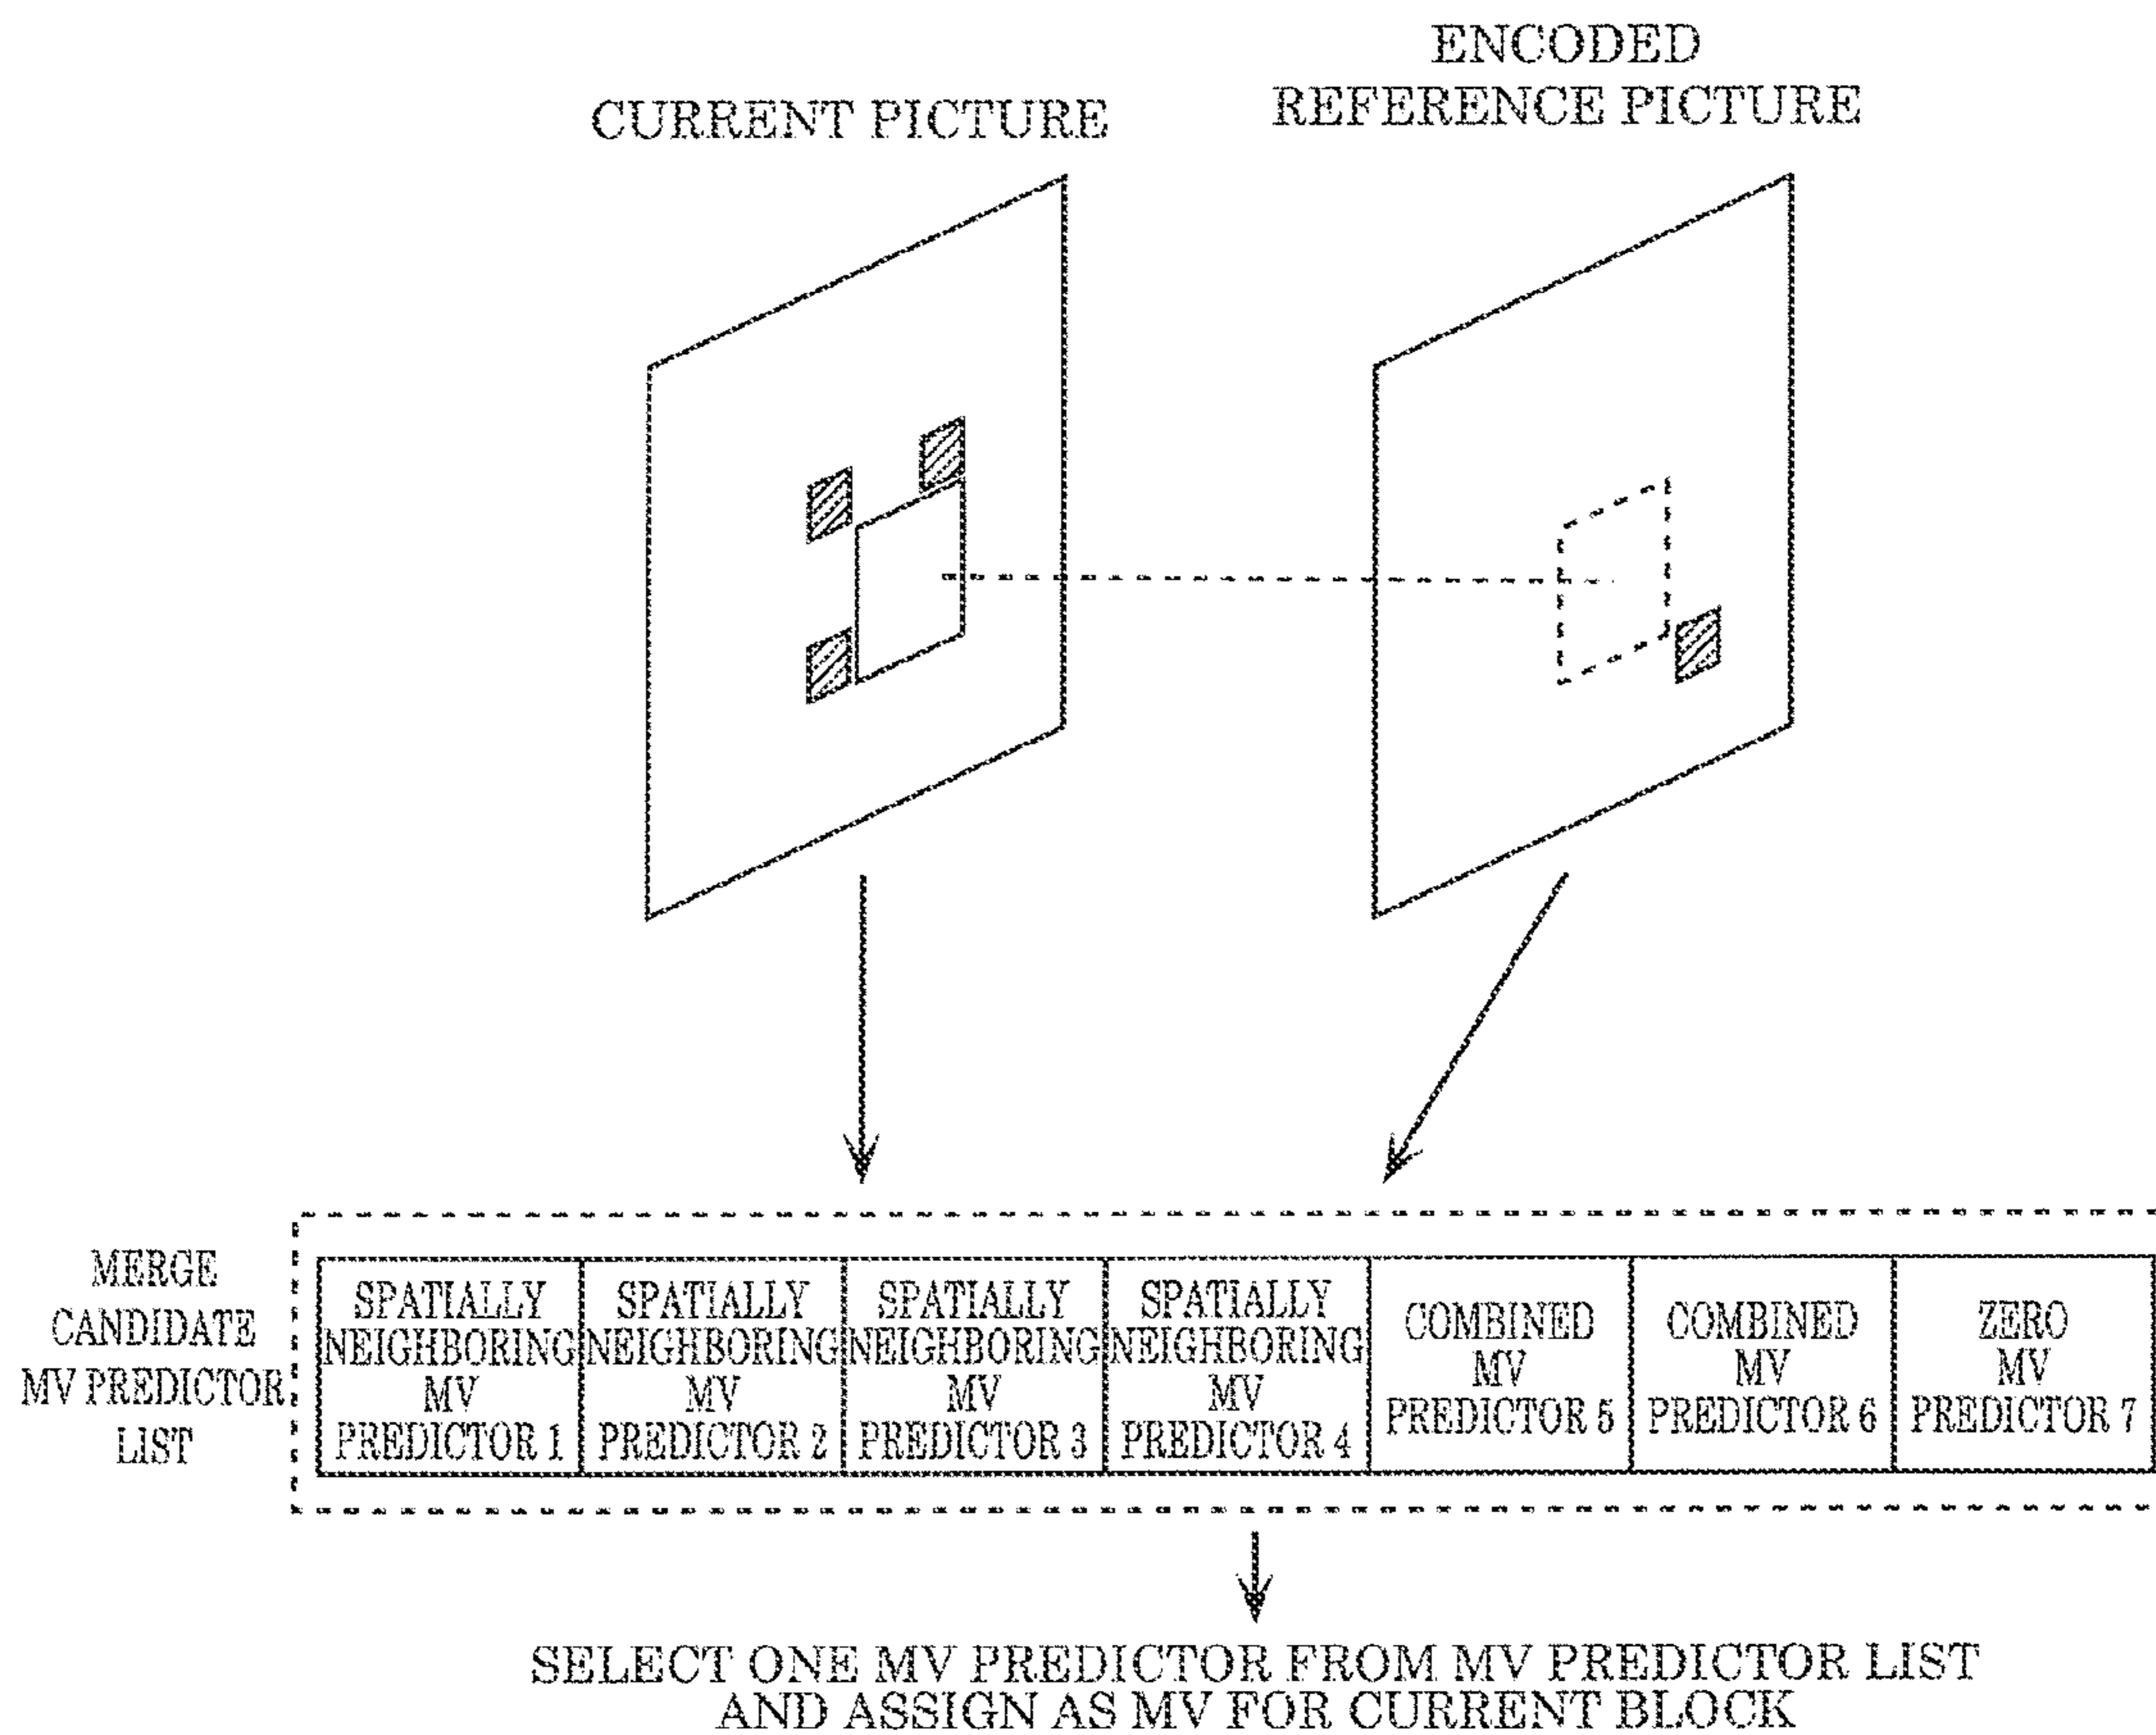 CURRENT PICTURE
ENCODED
REFERENCE PICTURE
MERGE
CANDIDATE
MV PREDICTOR
LIST
SPATIALLY
NEIGHBORING
MV
PREDICTOR 1
SPATIALLY
NEIGHBORING
MV
PREDICTOR 2
SPATIALLY
NEIGHBORING
MV
PREDICTOR 3
SPATIALLY
NEIGHBORING
MV
PREDICTOR 4
COMBINED
MV
PREDICTOR 5
COMBINED
MV
PREDICTOR 6
ZERO
MV
PREDICTOR 7
SELECT ONE MV PREDICTOR FROM MV PREDICTOR LIST
AND ASSIGN AS MV FOR CURRENT BLOCK